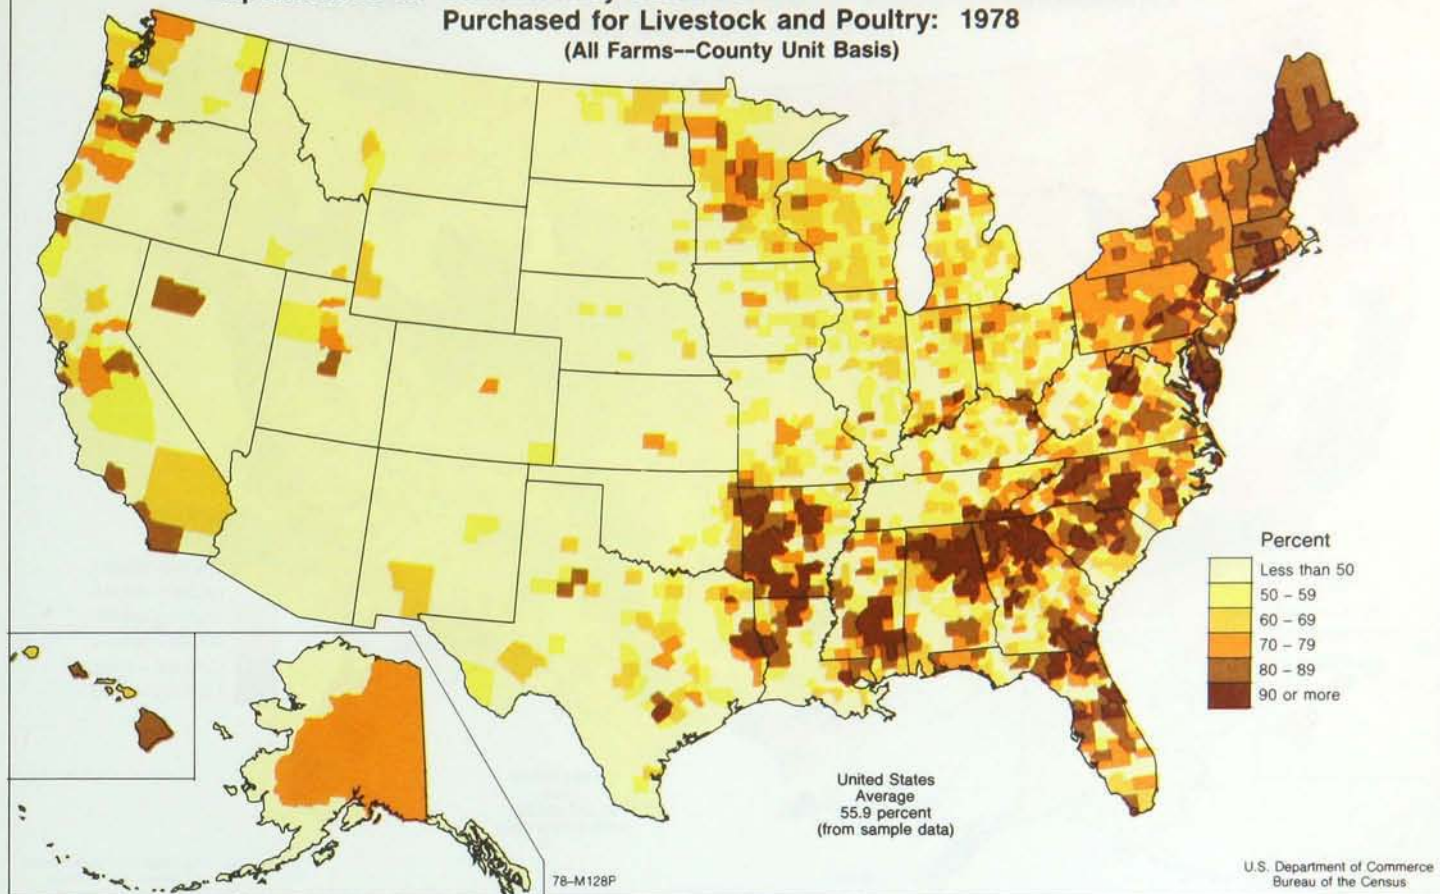 Purchased for Livestock and Poultry: 1978
(All Farms--County Unit Basis)
Percent
Less than 50
50 – 59
60 – 69
70 – 79
80 – 89
90 or more
United States
Average
55.9 percent
(from sample data)
78–M128P
U.S. Department of Commerce
Bureau of the Census